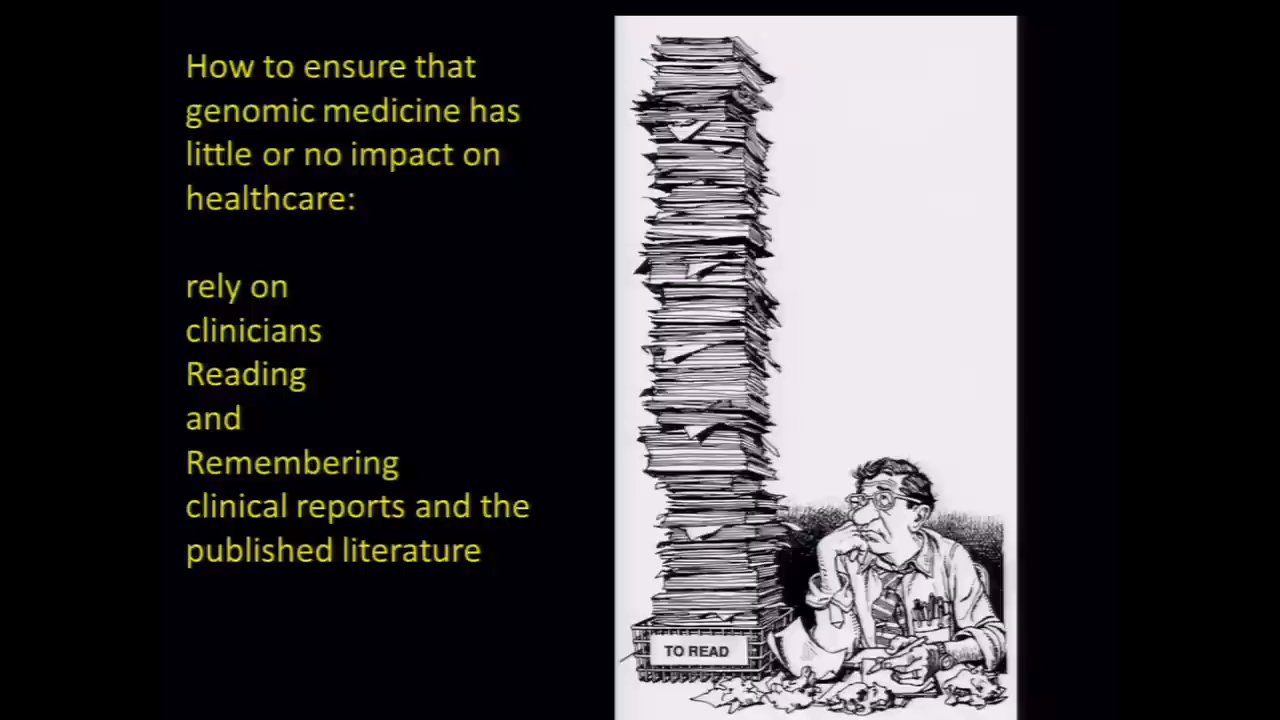 How to ensure that
genomic medicine has
little or no impact on
healthcare:
rely on
clinicians
Reading
and
Remembering
clinical reports and the
published literature
TO READ